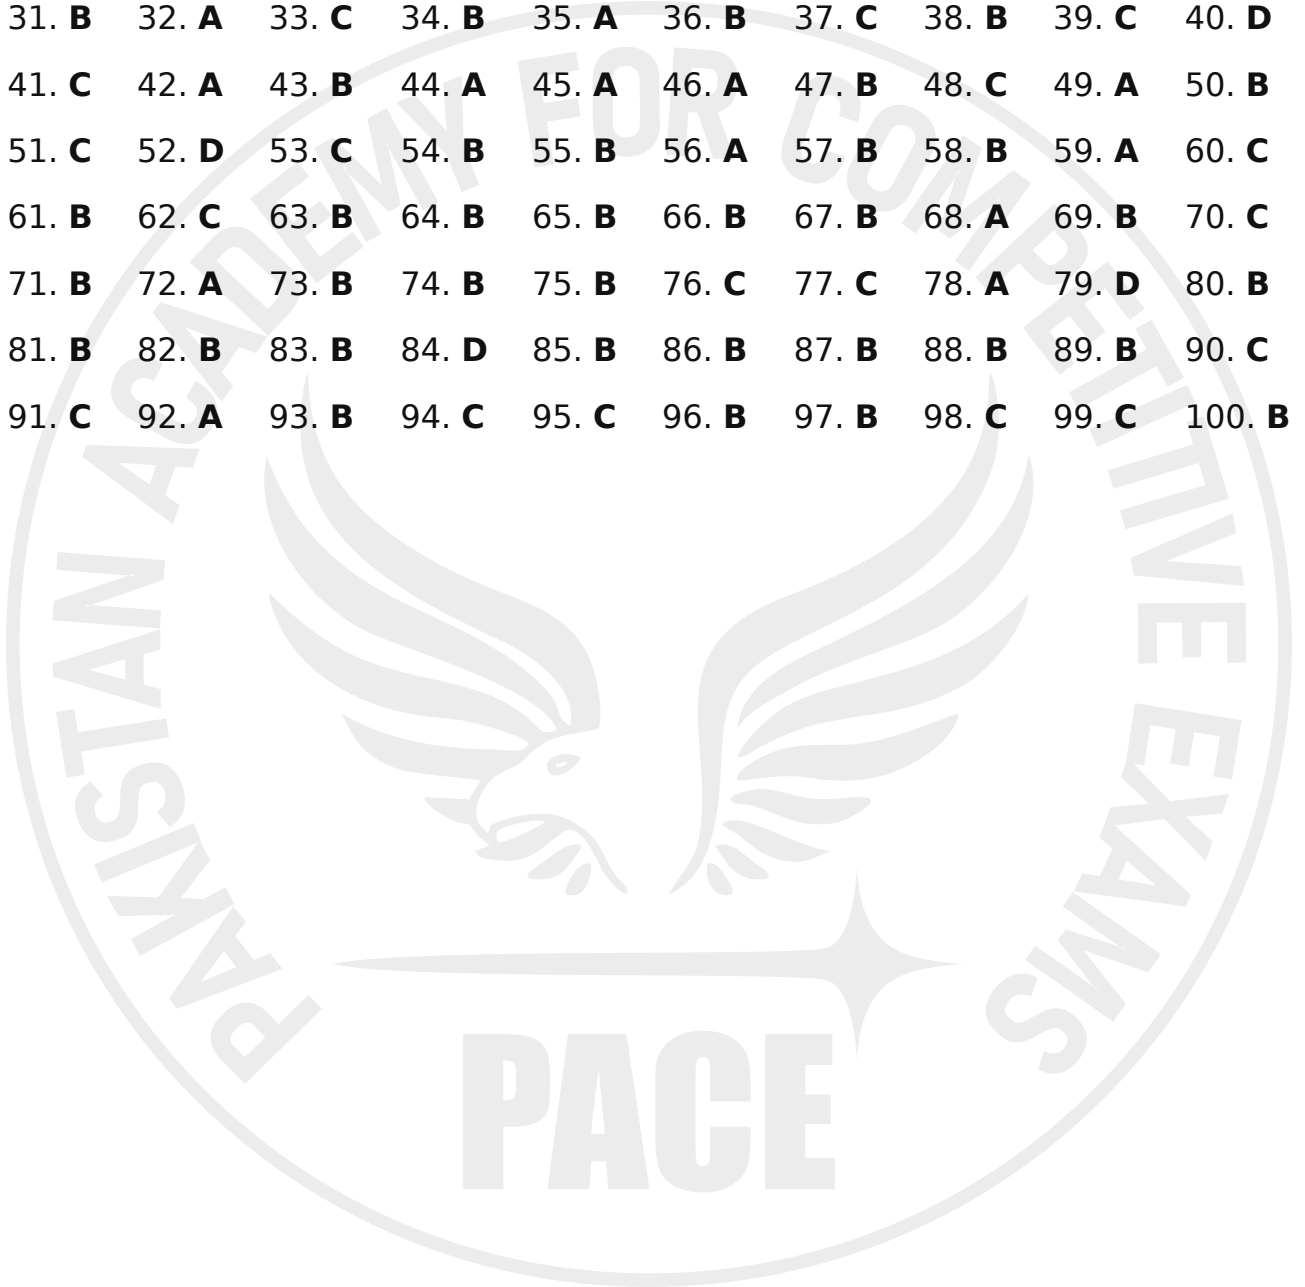 31. B 32. A 33. C 34. B 35. A 36. B 37. C 38. B 39. C 40. D
41. C 42. A 43. B 44. A 45. A 46. A 47. B 48. C 49. A 50. B
51. C 52. D 53. C 54. B 55. B 56. A 57. B 58. B 59. A 60. C
61. B 62. C 63. B 64. B 65. B 66. B 67. B 68. A 69. B 70. C
71. B 72. A 73. B 74. B 75. B 76. C 77. C 78. A 79. D 80. B
81. B 82. B 83. B 84. D 85. B 86. B 87. B 88. B 89. B 90. C
91. C 92. A 93. B 94. C 95. C 96. B 97. B 98. C 99. C 100. B
PAKISTAN ACADEMY FOR COMPETITIVE EXAMS
PACE